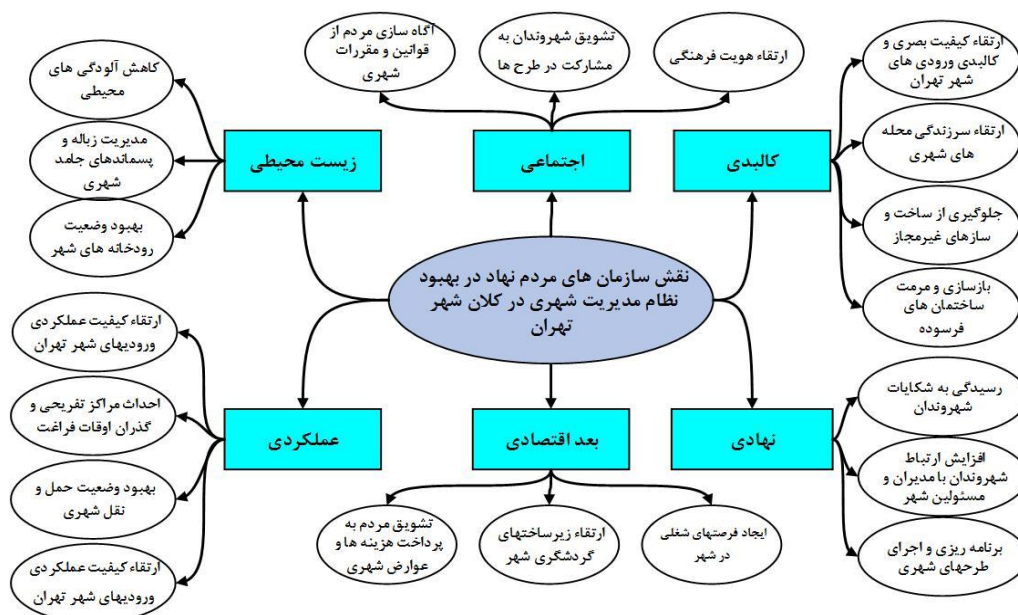 ارتقاء کیفیت بصری و
کالبدی ورودی های
شهر تهران
ارتقاء سرزندگی محله
های شهری
جلوگیری از ساخت و
سازهای غیرمجاز
بازسازی و مرمت
ساختمان های
فرسوده
کالبدی
ارتقاء هویت فرهنگی
تشویق شهروندان به
مشارکت در طرح ها
آگاه سازی مردم از
قوانین و مقررات
شهری
اجتماعی
کاهش آلودگی های
محیطی
مدیریت زباله و
پسماندهای جامد
شهری
بهبود وضعیت
رودخانه های شهر
زیست محیطی
نقش سازمان های مردم نهاد در بهبود
نظام مدیریت شهری در کلان شهر
تهران
نهادی
رسیدگی به شکایات
شهروندان
افزایش ارتباط
شهروندان با مدیران و
مسئولین شهر
برنامه ریزی و اجرای
طرحهای شهری
بعد اقتصادی
ایجاد فرصتهای شغلی
در شهر
ارتقاء زیرساختهای
گردشگری شهر
تشویق مردم به
پرداخت هزینه ها و
عوارض شهری
عملکردی
ارتقاء کیفیت عملکردی
ورودیهای شهر تهران
احداث مراکز تفریحی و
گذران اوقات فراغت
بهبود وضعیت حمل و
نقل شهری
ارتقاء کیفیت عملکردی
ورودیهای شهر تهران